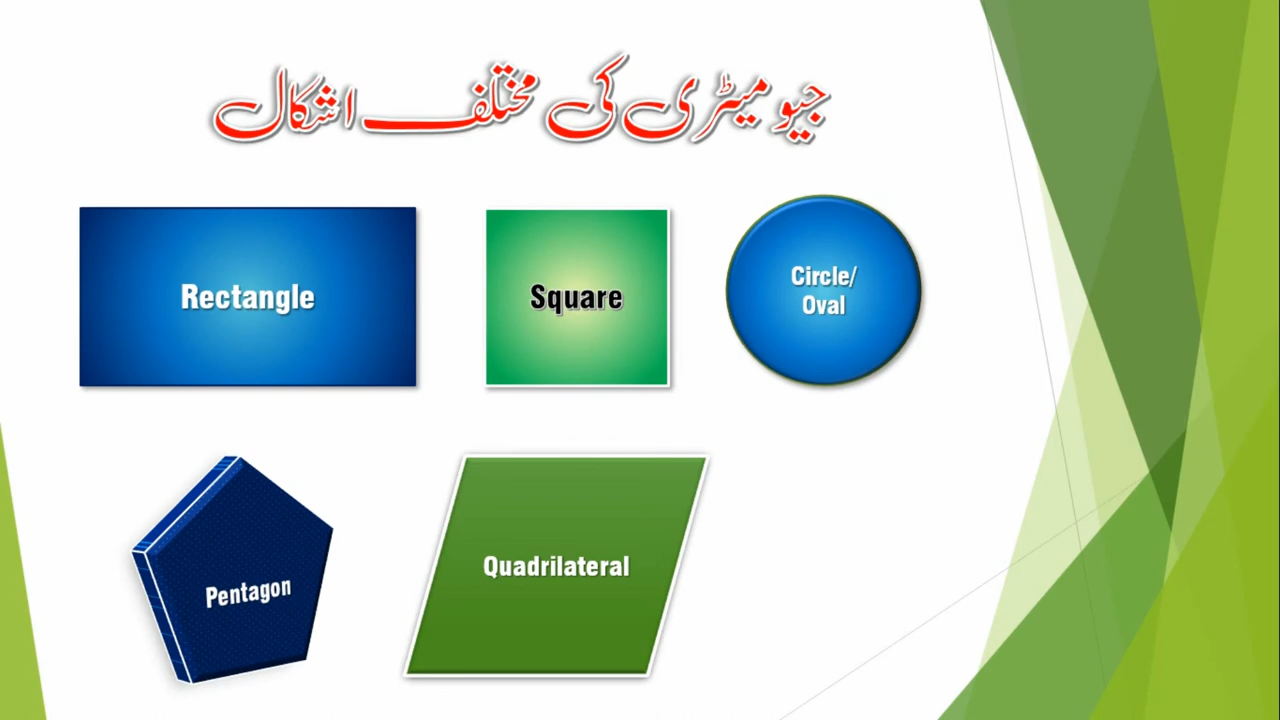 جیومیٹری کی مختلف اشکال
Rectangle
Square
Circle/
Oval
Pentagon
Quadrilateral